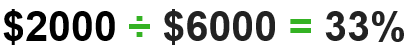 $2000 ÷ $6000 = 33%